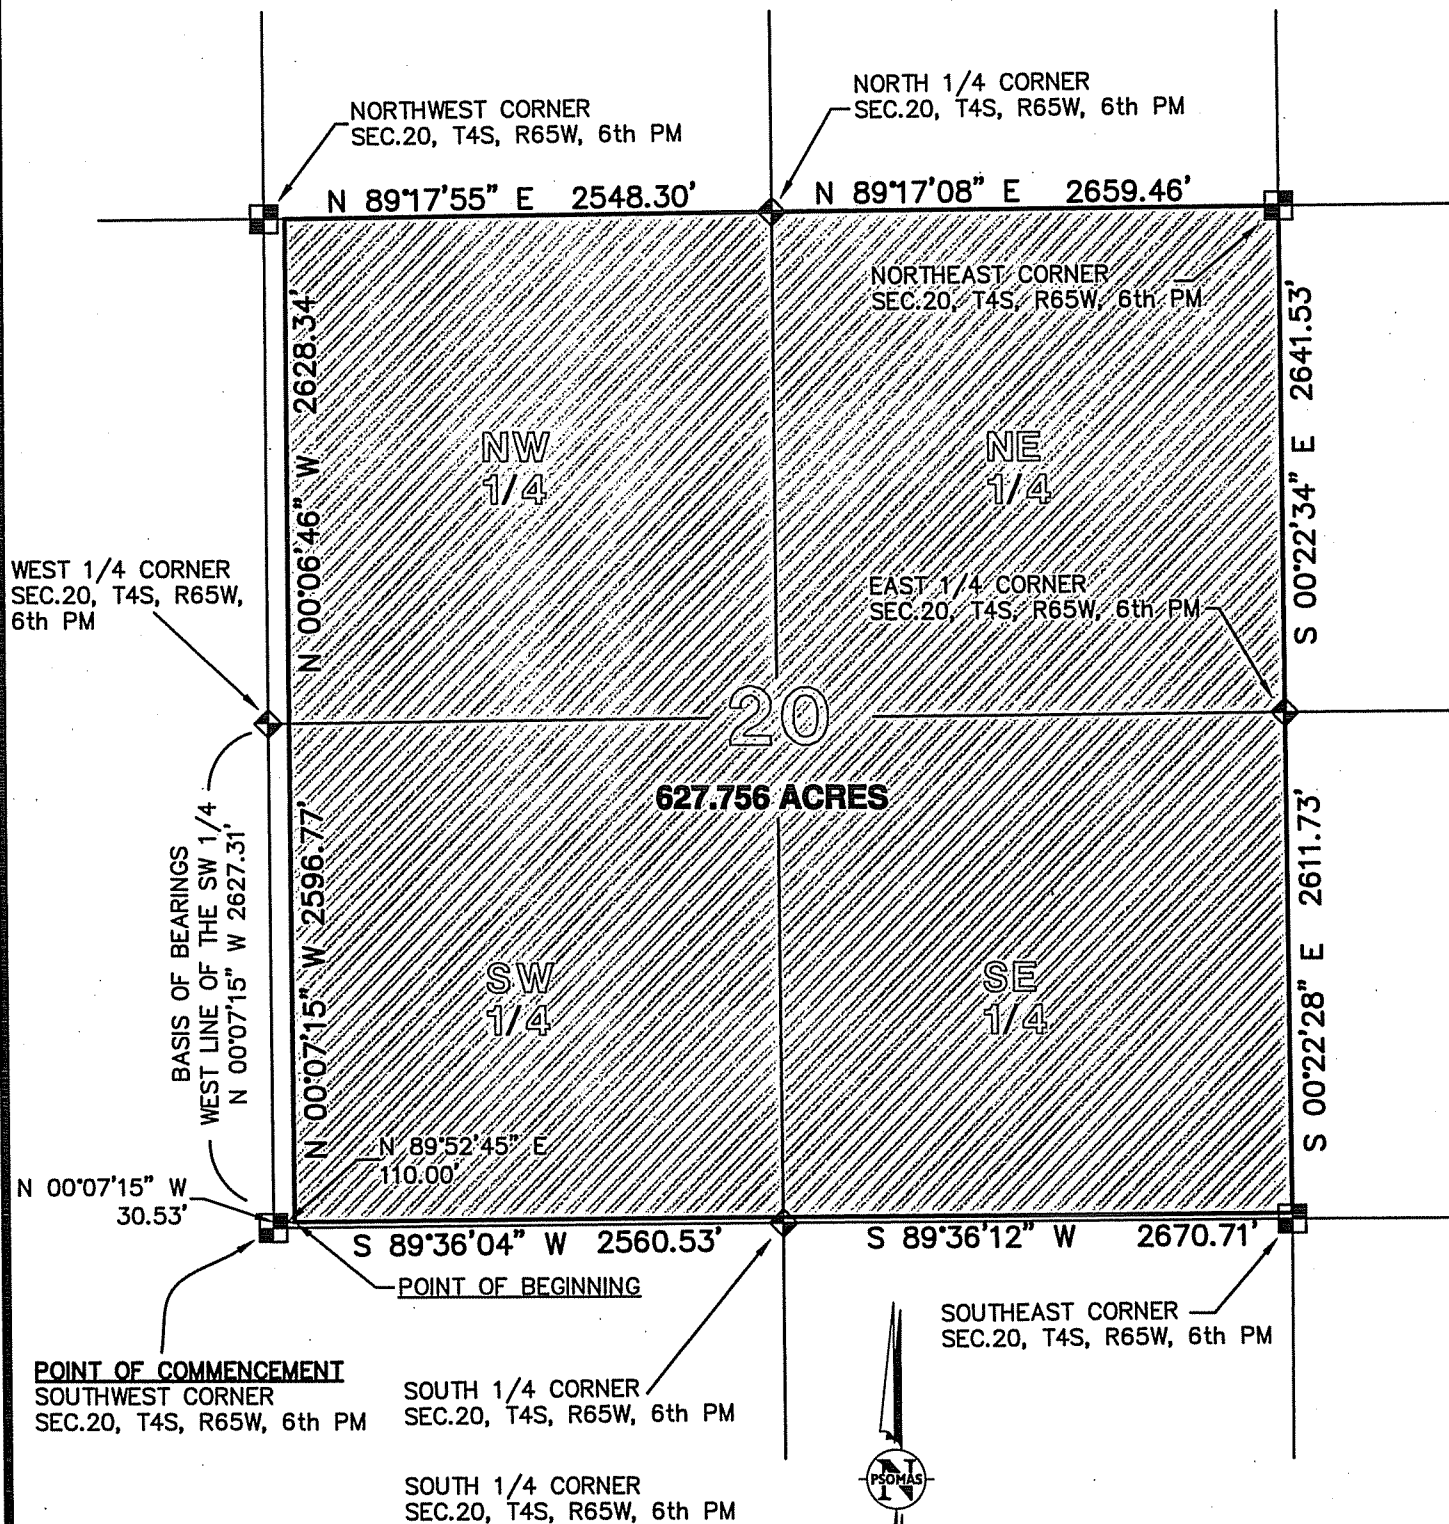 NORTHWEST CORNER
SEC.20, T4S, R65W, 6th PM
NORTH 1/4 CORNER
SEC.20, T4S, R65W, 6th PM
N 89°17'55" E 2548.30'
N 89°17'08" E 2659.46'
NORTHEAST CORNER
SEC.20, T4S, R65W, 6th PM
N 00°06'46" W 2628.34'
S 00°22'34" E 2641.53'
NW
1/4
NE
1/4
WEST 1/4 CORNER
SEC.20, T4S, R65W,
6th PM
EAST 1/4 CORNER
SEC.20, T4S, R65W, 6th PM
20
627.756 ACRES
BASIS OF BEARINGS
WEST LINE OF THE SW 1/4
N 00°07'15" W 2627.31'
N 00°07'15" W 2596.77'
S 00°22'28" E 2611.73'
SW
1/4
SE
1/4
N 89°52'45" E
110.00'
N 00°07'15" W
30.53'
S 89°36'04" W 2560.53'
S 89°36'12" W 2670.71'
POINT OF BEGINNING
SOUTHEAST CORNER
SEC.20, T4S, R65W, 6th PM
POINT OF COMMENCEMENT
SOUTHWEST CORNER
SEC.20, T4S, R65W, 6th PM
SOUTH 1/4 CORNER
SEC.20, T4S, R65W, 6th PM
SOUTH 1/4 CORNER
SEC.20, T4S, R65W, 6th PM
N
PSOMAS